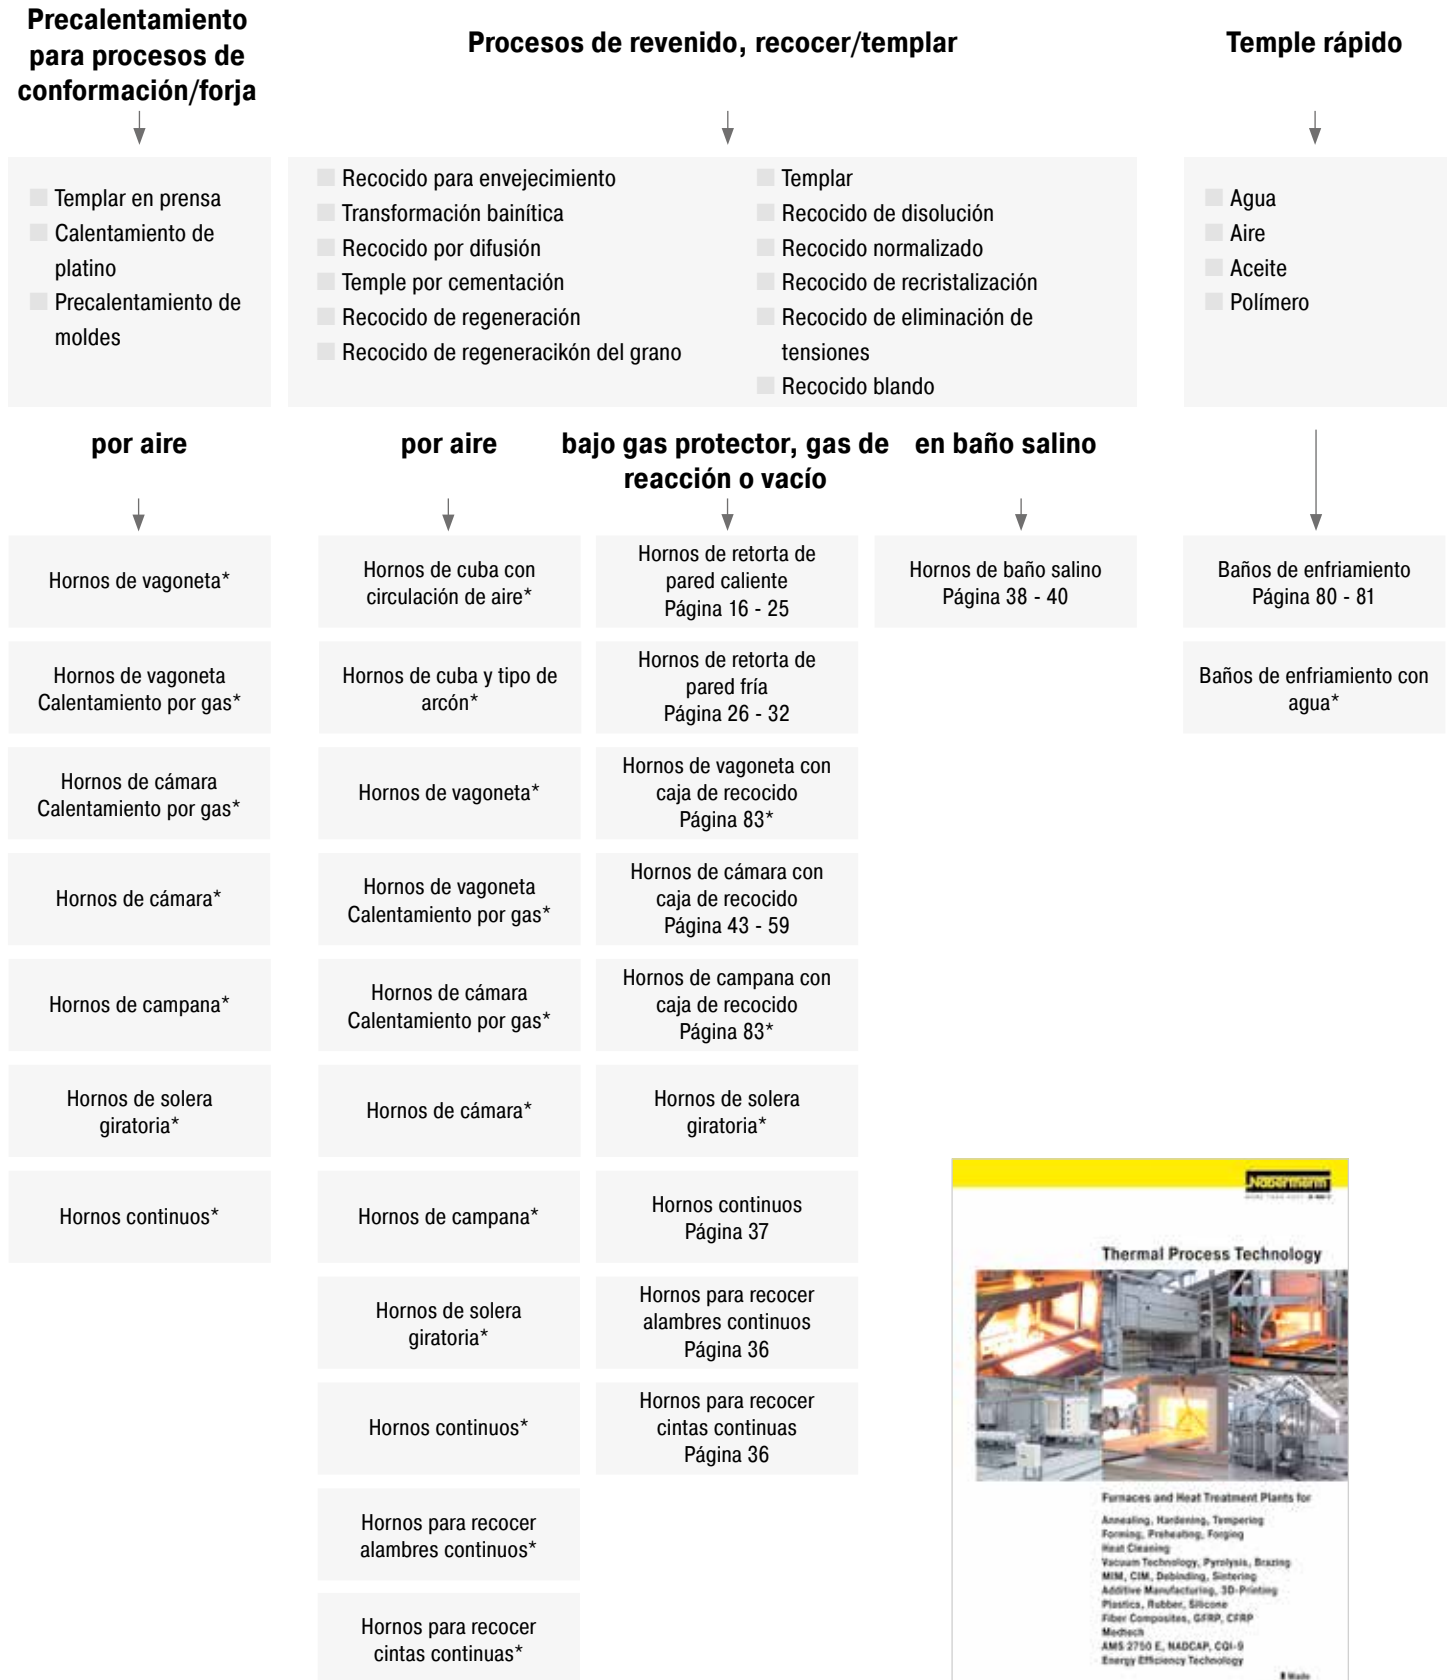 Precalentamiento
para procesos de
conformación/forja
Procesos de revenido, recocer/templar
Temple rápido
Templar en prensa
Calentamiento de
platino
Precalentamiento de
moldes
Recocido para envejecimiento
Transformación bainítica
Recocido por difusión
Temple por cementación
Recocido de regeneración
Recocido de regeneracikón del grano
Templar
Recocido de disolución
Recocido normalizado
Recocido de recristalización
Recocido de eliminación de
tensiones
Recocido blando
Agua
Aire
Aceite
Polímero
por aire
Hornos de vagoneta*
Hornos de vagoneta
Calentamiento por gas*
Hornos de cámara
Calentamiento por gas*
Hornos de cámara*
Hornos de campana*
Hornos de solera
giratoria*
Hornos continuos*
por aire
Hornos de cuba con
circulación de aire*
Hornos de cuba y tipo de
arcón*
Hornos de vagoneta*
Hornos de vagoneta
Calentamiento por gas*
Hornos de cámara
Calentamiento por gas*
Hornos de cámara*
Hornos de campana*
Hornos de solera
giratoria*
Hornos continuos*
Hornos para recocer
alambres continuos*
Hornos para recocer
cintas continuas*
bajo gas protector, gas de
reacción o vacío
Hornos de retorta de
pared caliente
Página 16 - 25
Hornos de retorta de
pared fría
Página 26 - 32
Hornos de vagoneta con
caja de recocido
Página 83*
Hornos de cámara con
caja de recocido
Página 43 - 59
Hornos de campana con
caja de recocido
Página 83*
Hornos de solera
giratoria*
Hornos continuos
Página 37
Hornos para recocer
alambres continuos
Página 36
Hornos para recocer
cintas continuas
Página 36
en baño salino
Hornos de baño salino
Página 38 - 40
Baños de enfriamiento
Página 80 - 81
Baños de enfriamiento con
agua*
Nabertherm
Thermal Process Technology
Furnaces and Heat Treatment Plants for
Annealing, Hardening, Tempering
Forming, Preheating, Forging
Heat Cleaning
Vacuum Technology, Pyrolysis, Brazing
MIM, CIM, Debinding, Sintering
Additive Manufacturing, 3D-Printing
Plastics, Rubber, Silicone
Fiber Composites, GFRP, CFRP
Medtech
AMS 2750 E, NADCAP, CQI-9
Energy Efficiency Technology
Made